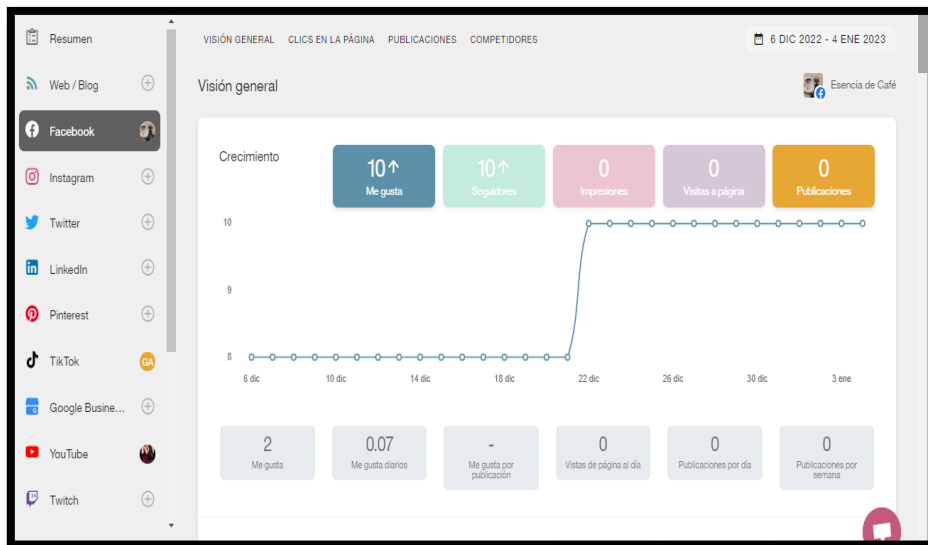 Resumen
Web / Blog
Facebook
Instagram
Twitter
LinkedIn
Pinterest
TikTok
GA
Google Busine...
YouTube
Twitch
VISIÓN GENERAL CLICS EN LA PÁGINA PUBLICACIONES COMPETIDORES
6 DIC 2022 - 4 ENE 2023
Visión general
Esencia de Café
Crecimiento
10↑
Me gusta
10↑
Seguidores
0
Impresiones
0
Visitas a página
0
Publicaciones
10
9
8
6 dic 10 dic 14 dic 18 dic 22 dic 26 dic 30 dic 3 ene
2
Me gusta
0.07
Me gusta diarios
-
Me gusta por
publicación
0
Vistas de página al día
0
Publicaciones por día
0
Publicaciones por
semana